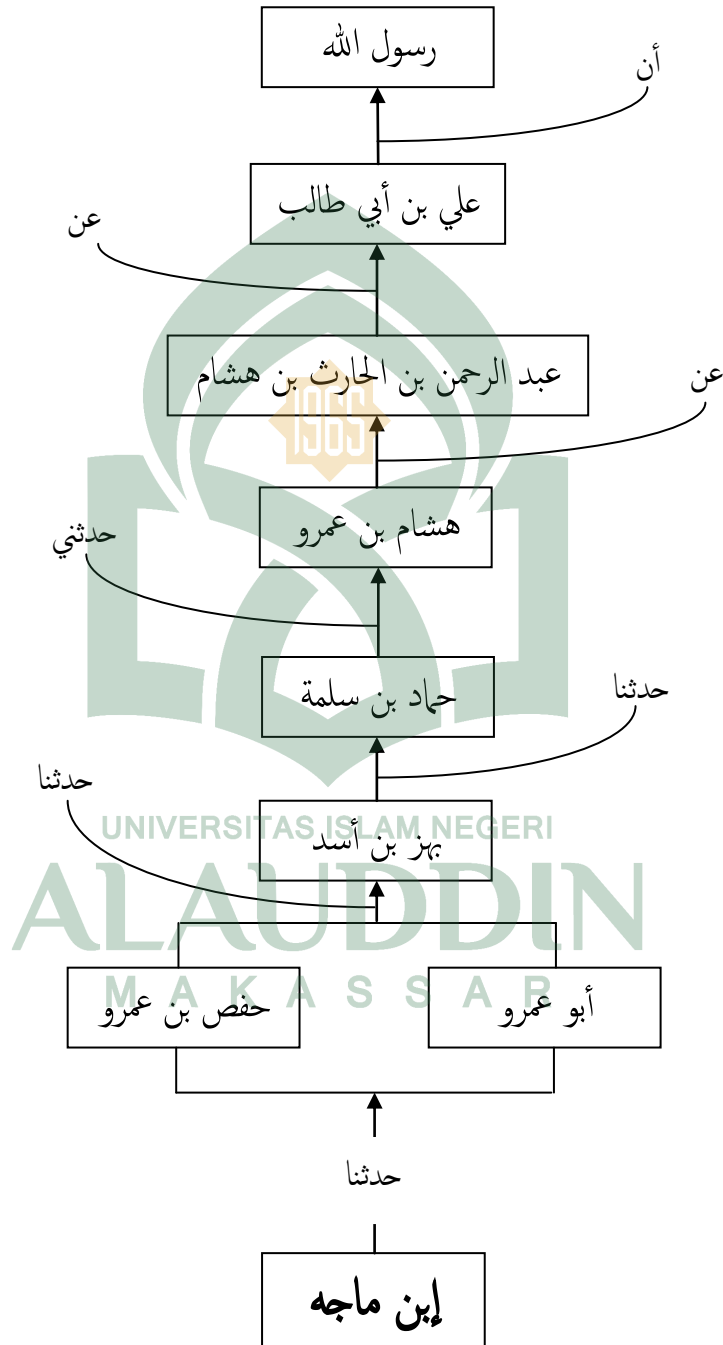 رسول الله
أن
علي بن أبي طالب
عن
عبد الرحمن بن الحارث بن هشام
عن
1965
هشام بن عمرو
حدثني
حماد بن سلمة
حدثنا
حدثنا
UNIVERSITAS ISLAM NEGERI
بهز بن أسد
ALAUDDIN
MAKASSAR
أبو عمرو
حفص بن عمرو
حدثنا
إبن ماجه